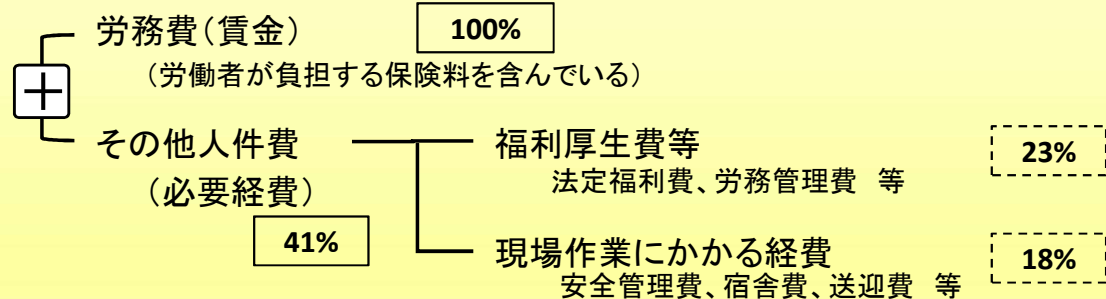 労務費(賃金) 100%
(労働者が負担する保険料を含んでいる)
+
その他人件費
(必要経費)
41%
福利厚生費等 23%
法定福利費、労務管理費 等
現場作業にかかる経費 18%
安全管理費、宿舎費、送迎費 等